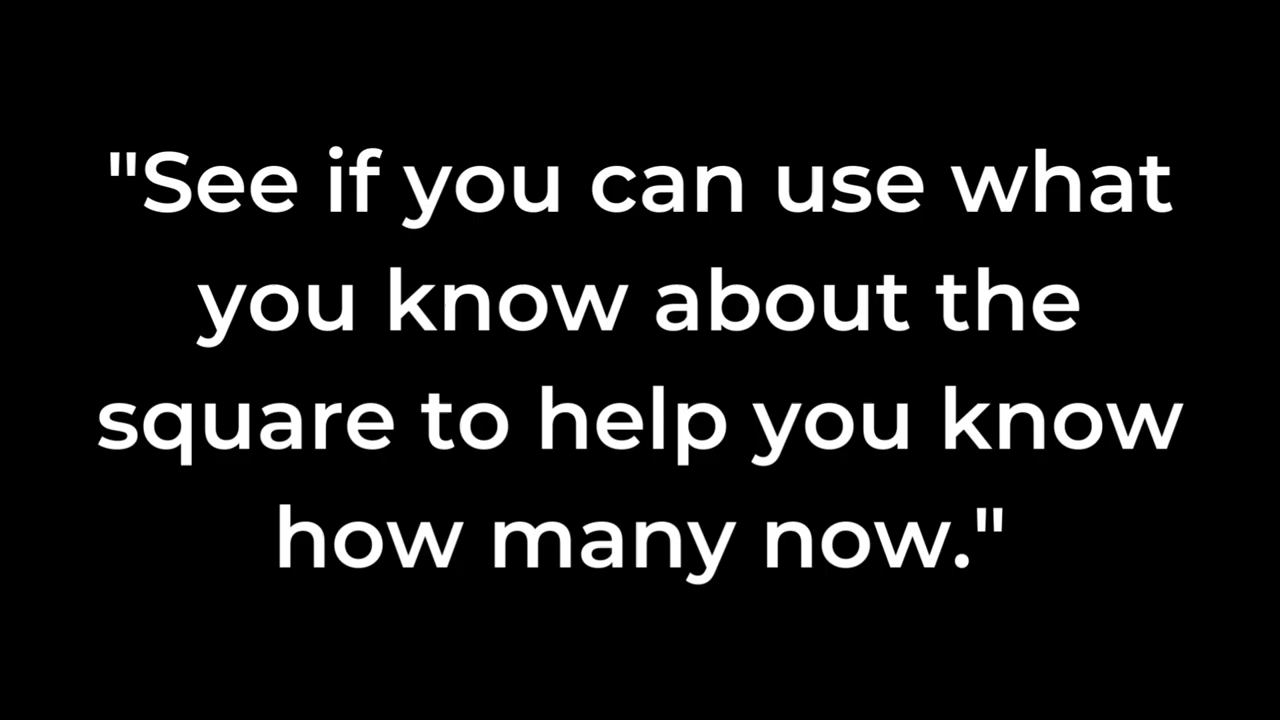 "See if you can use what
you know about the
square to help you know
how many now."